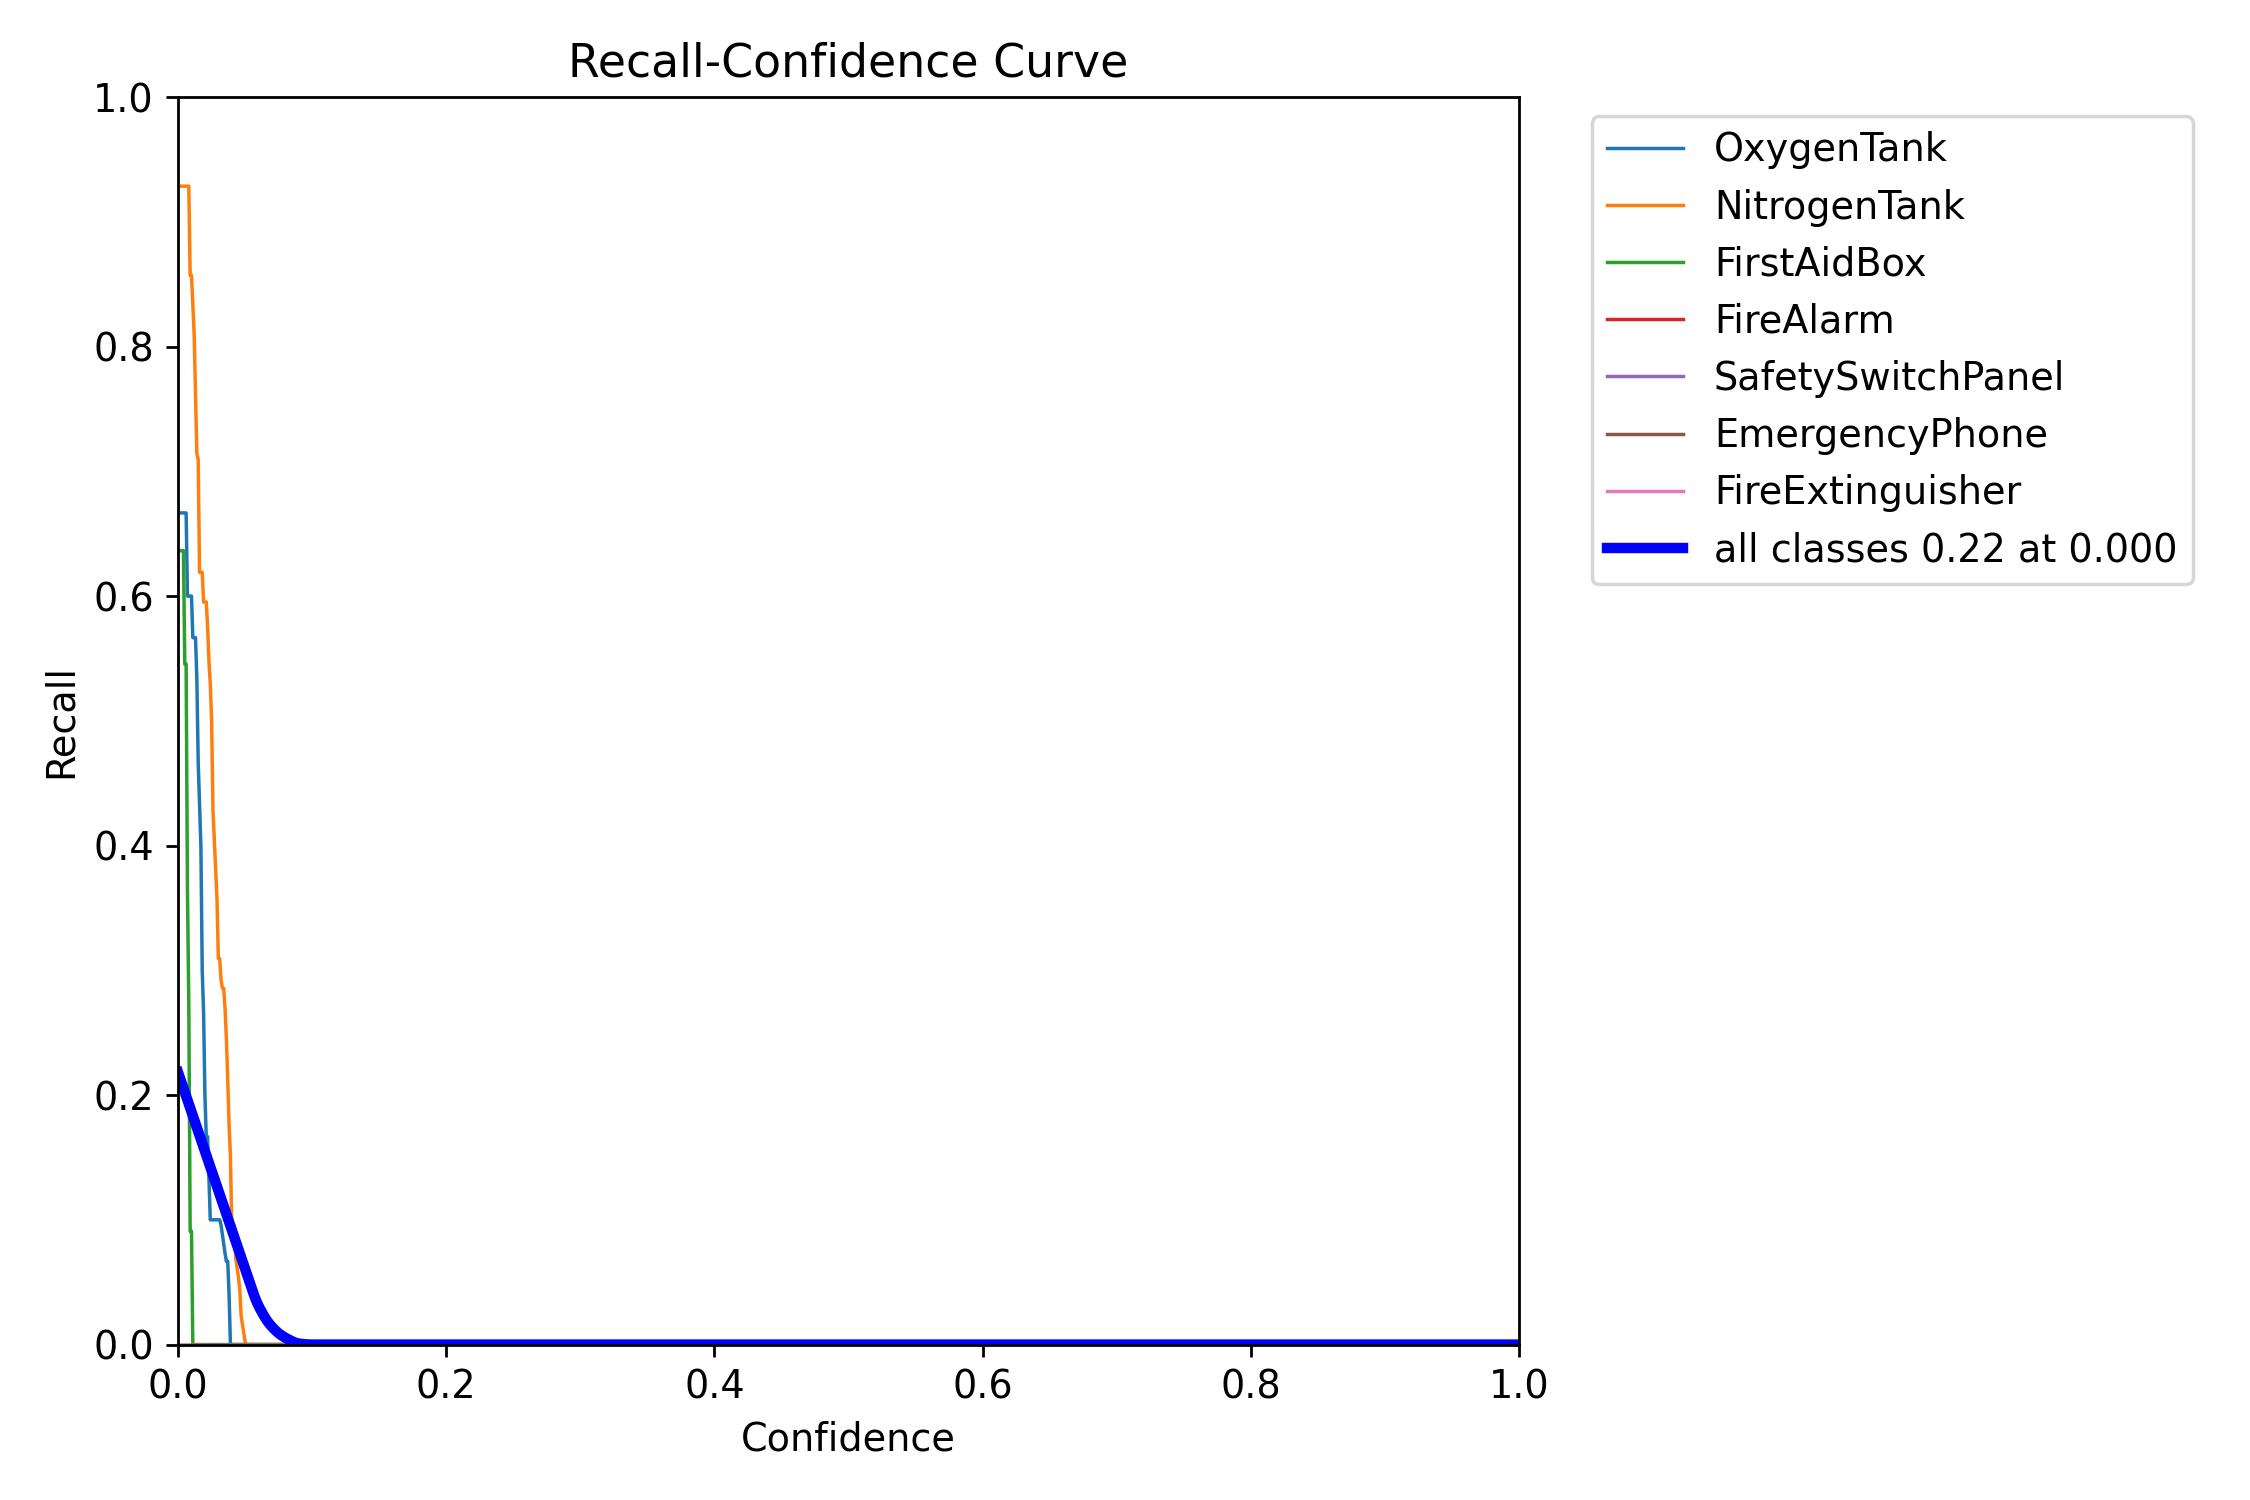 Recall-Confidence Curve
1.0
0.8
0.6
0.4
0.2
0.0
Recall
0.0 0.2 0.4 0.6 0.8 1.0
Confidence
OxygenTank
NitrogenTank
FirstAidBox
FireAlarm
SafetySwitchPanel
EmergencyPhone
FireExtinguisher
all classes 0.22 at 0.000